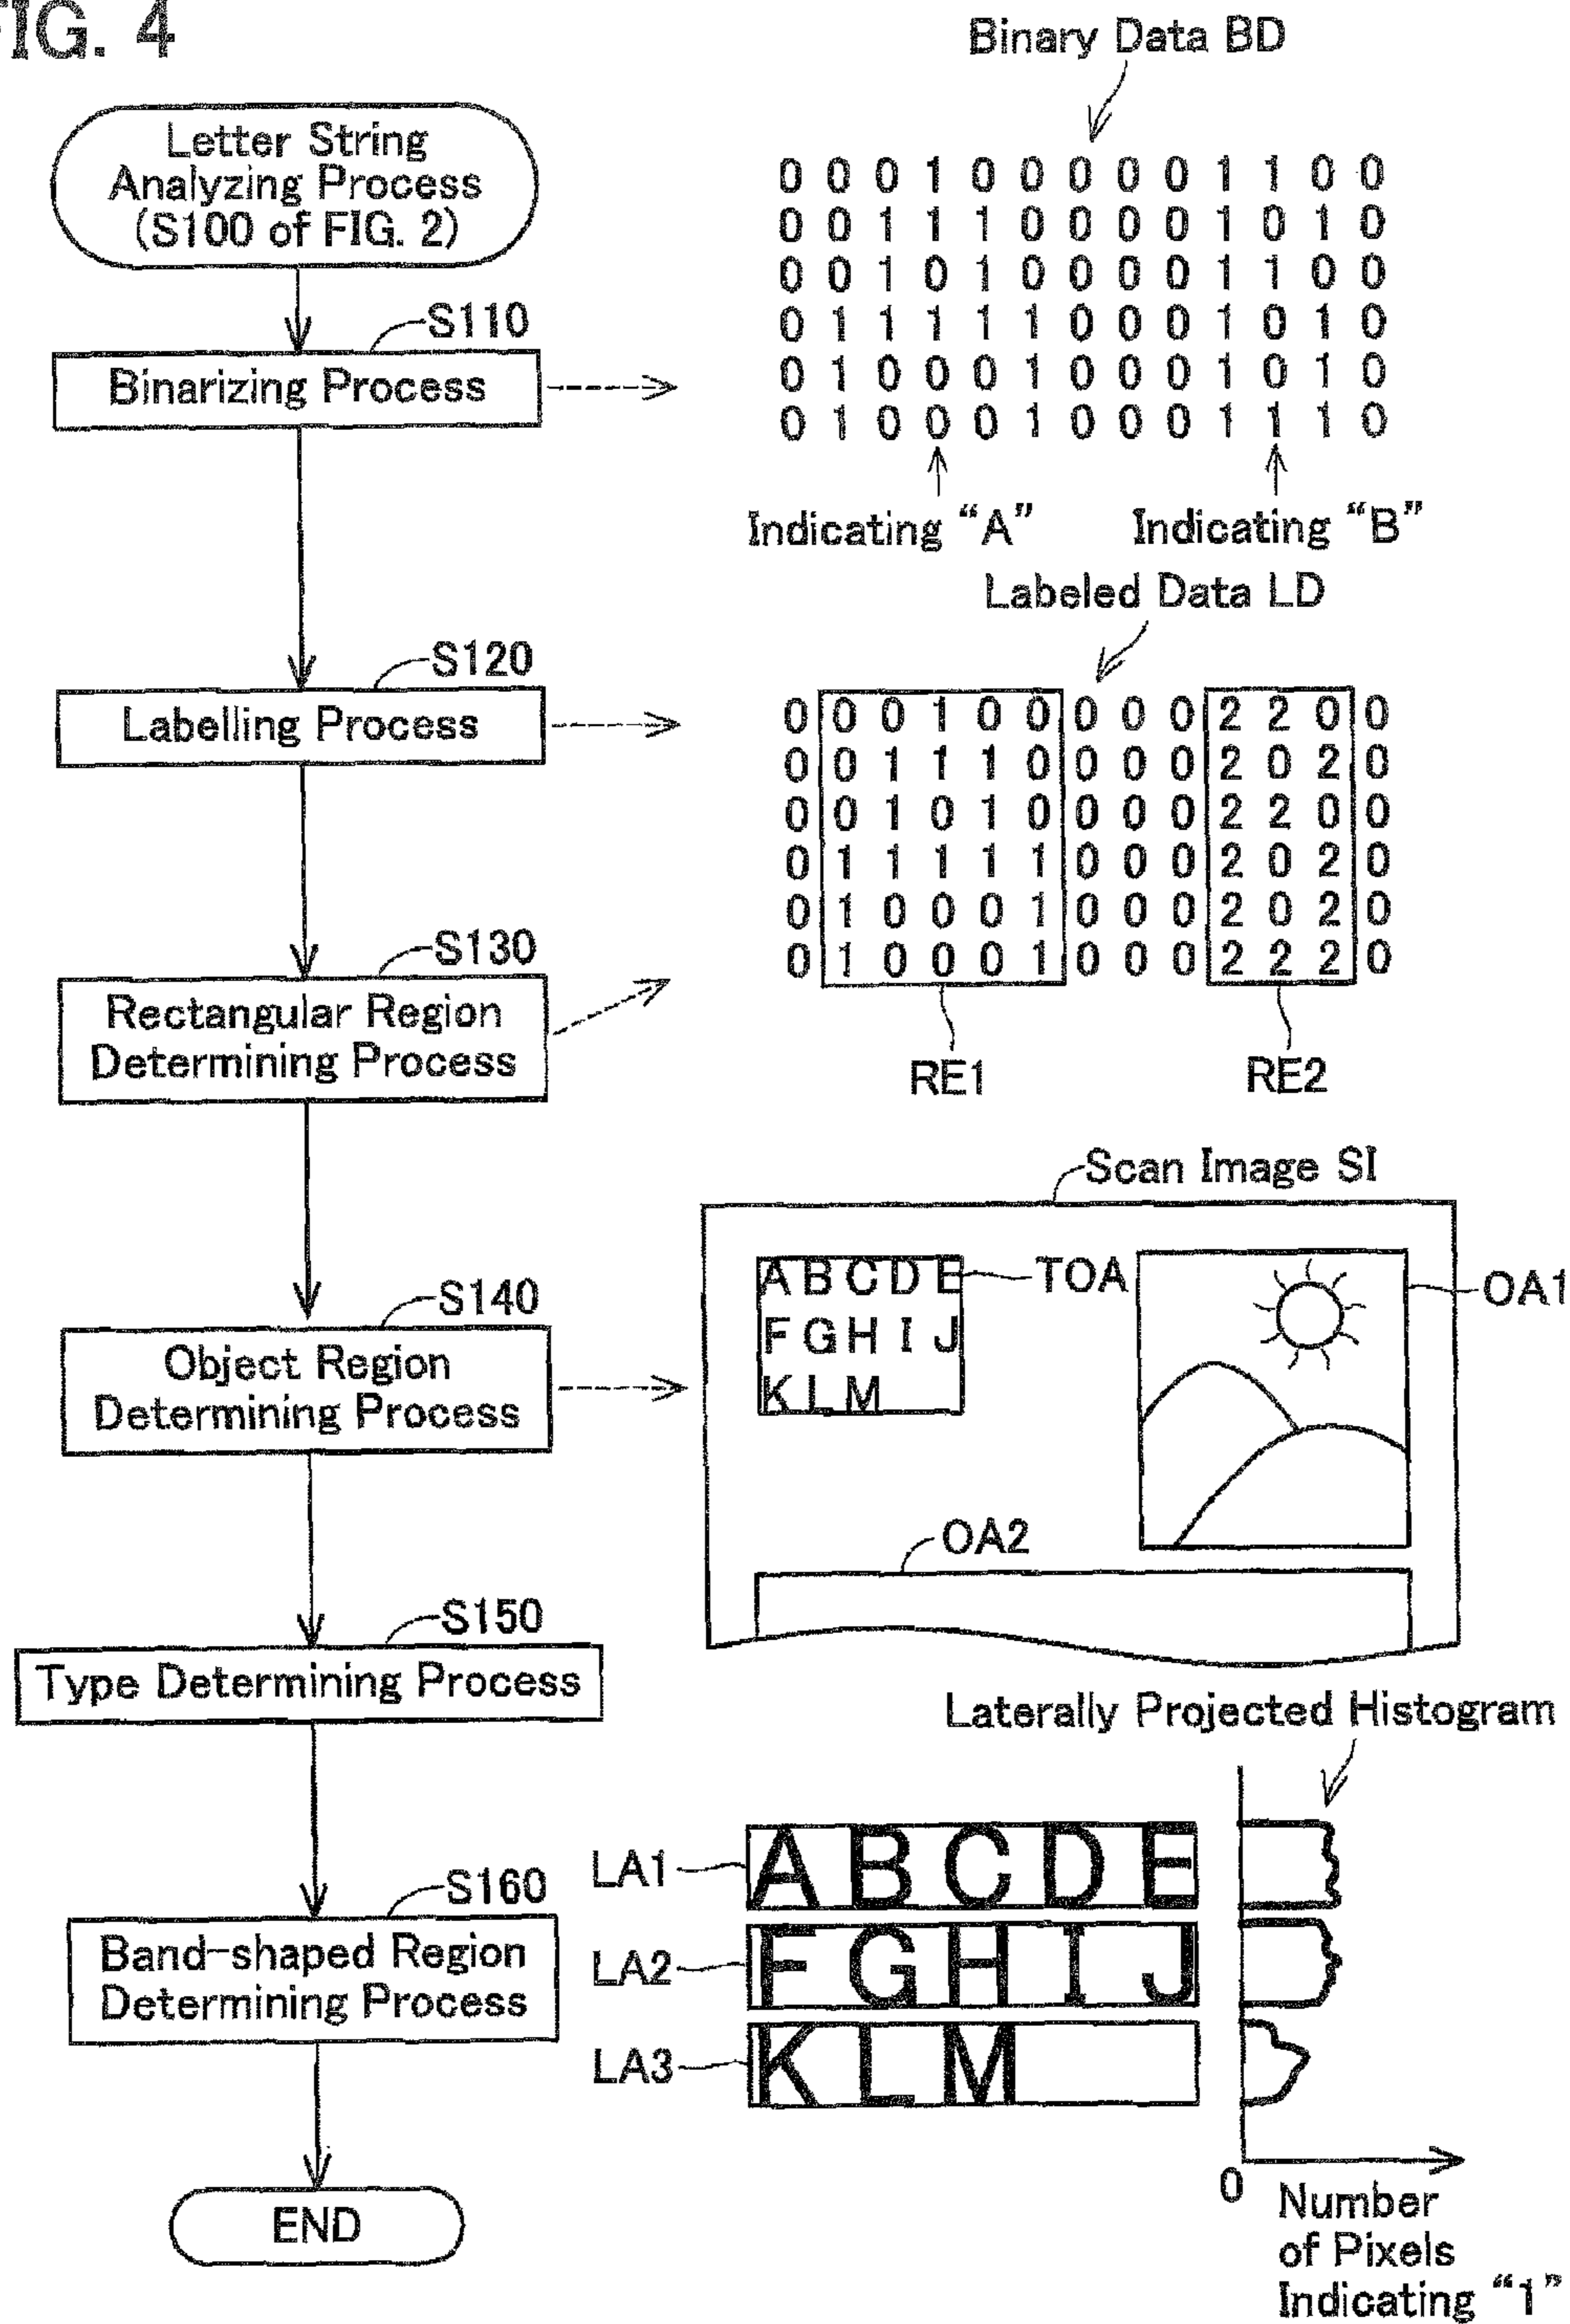 FIG. 4
Letter String
Analyzing Process
(S100 of FIG. 2)
S110
Binarizing Process
Binary Data BD
0 0 0 1 0 0 0 0 0 1 1 0 0
0 0 1 1 1 0 0 0 0 1 0 1 0
0 0 1 0 1 0 0 0 0 1 1 0 0
0 1 1 1 1 1 0 0 0 1 0 1 0
0 1 0 0 0 1 0 0 0 1 0 1 0
0 1 0 0 0 1 0 0 0 1 1 1 0
Indicating “A” Indicating “B”
S120
Labelling Process
Labeled Data LD
0 0 0 1 0 0 0 0 0 2 2 0 0
0 0 1 1 1 0 0 0 0 2 0 2 0
0 0 1 0 1 0 0 0 0 2 2 0 0
0 1 1 1 1 1 0 0 0 2 0 2 0
0 1 0 0 0 1 0 0 0 2 0 2 0
0 1 0 0 0 1 0 0 0 2 2 2 0
RE1 RE2
S130
Rectangular Region
Determining Process
S140
Object Region
Determining Process
Scan Image SI
A B C D E
F G H I J
K L M
TOA
OA1
OA2
S150
Type Determining Process
S160
Band-shaped Region
Determining Process
Laterally Projected Histogram
LA1
A B C D E
LA2
F G H I J
LA3
K L M
0
Number
of Pixels
Indicating “1”
END